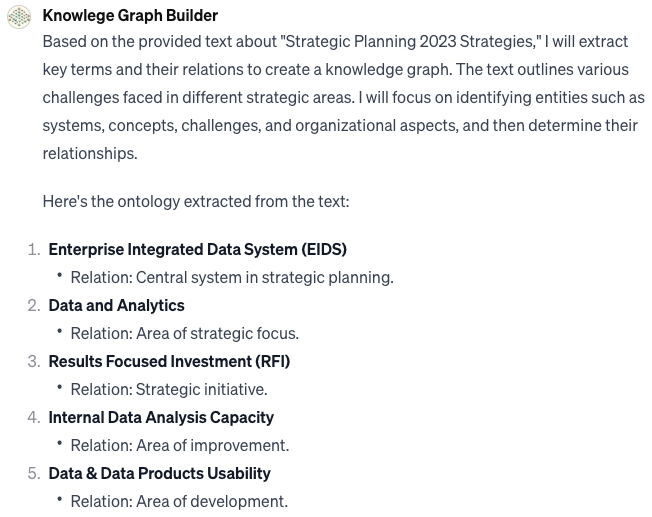 Knowlege Graph Builder
Based on the provided text about "Strategic Planning 2023 Strategies," I will extract
key terms and their relations to create a knowledge graph. The text outlines various
challenges faced in different strategic areas. I will focus on identifying entities such as
systems, concepts, challenges, and organizational aspects, and then determine their
relationships.
Here's the ontology extracted from the text:
1. Enterprise Integrated Data System (EIDS)
• Relation: Central system in strategic planning.
2. Data and Analytics
• Relation: Area of strategic focus.
3. Results Focused Investment (RFI)
• Relation: Strategic initiative.
4. Internal Data Analysis Capacity
• Relation: Area of improvement.
5. Data & Data Products Usability
• Relation: Area of development.